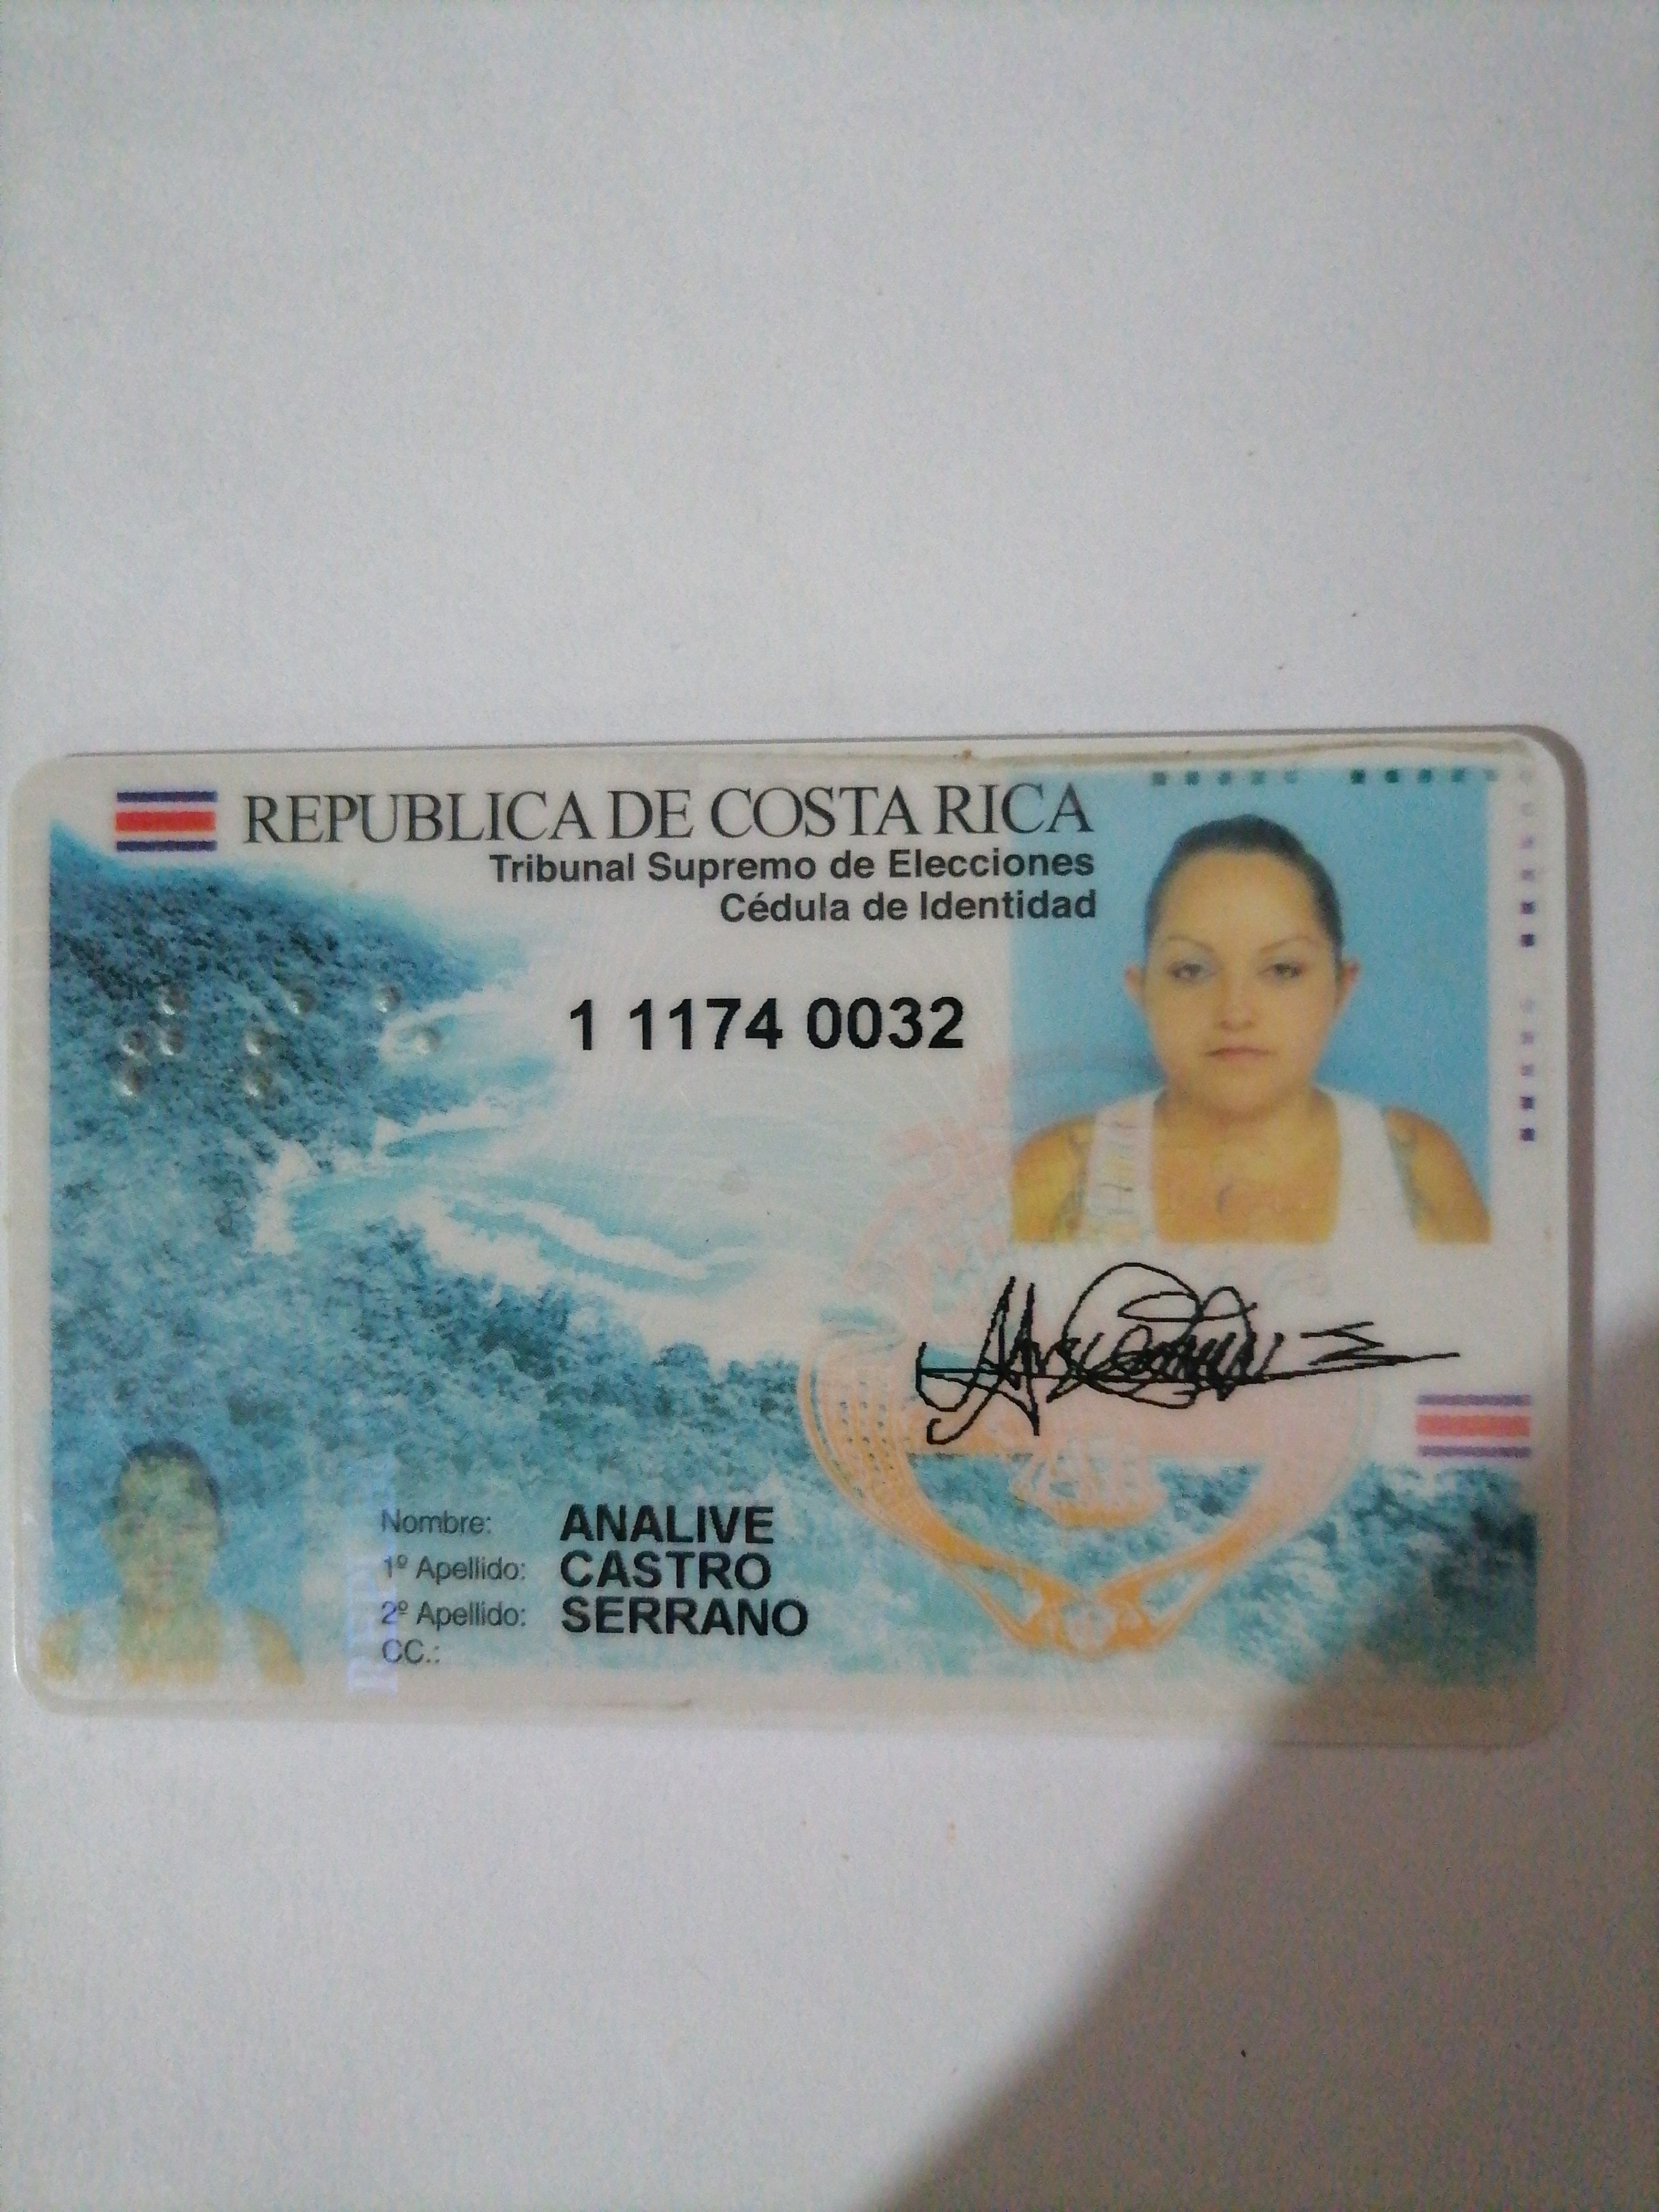 REPUBLICA DE COSTA RICA
Tribunal Supremo de Elecciones
Cédula de Identidad
1 1174 0032
Nombre: ANALIVE
1º Apellido: CASTRO
2º Apellido: SERRANO
CC.: